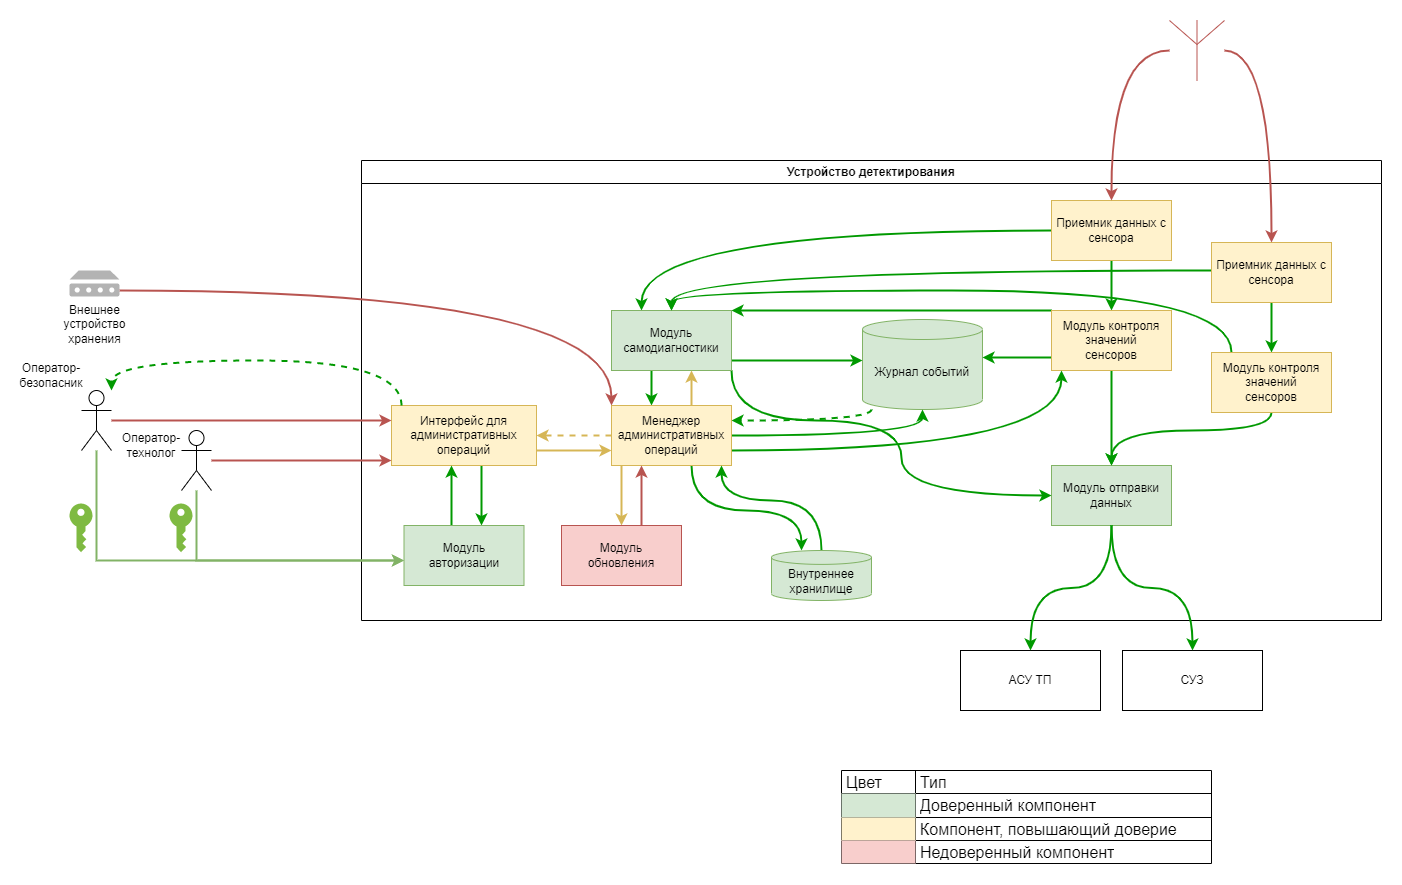 Устройство детектирования
Приемник данных с
сенсора
Приемник данных с
сенсора
Внешнее
устройство
хранения
Модуль
самодиагностики
Журнал событий
Модуль контроля
значений
сенсоров
Модуль контроля
значений
сенсоров
Оператор-
безопасник
Оператор-
технолог
Интерфейс для
административных
операций
Менеджер
административных
операций
Модуль отправки
данных
Модуль
авторизации
Модуль
обновления
Внутреннее
хранилище
АСУ ТП
СУЗ
Цвет Тип
Доверенный компонент
Компонент, повышающий доверие
Недоверенный компонент